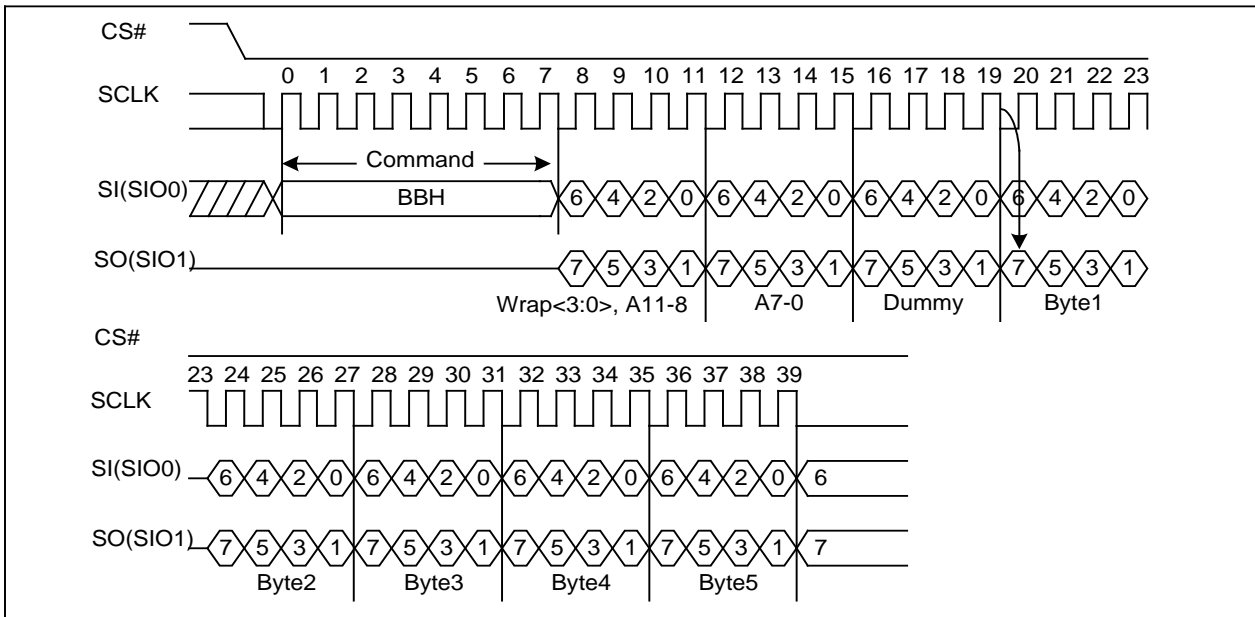 CS#
0 1 2 3 4 5 6 7 8 9 10 11 12 13 14 15 16 17 18 19 20 21 22 23
SCLK
Command
SI(SIO0) BBH 6 4 2 0 6 4 2 0 6 4 2 0 6 4 2 0
SO(SIO1) 7 5 3 1 7 5 3 1 7 5 3 1 7 5 3 1
Wrap<3:0>, A11-8 A7-0 Dummy Byte1
CS#
23 24 25 26 27 28 29 30 31 32 33 34 35 36 37 38 39
SCLK
SI(SIO0) 6 4 2 0 6 4 2 0 6 4 2 0 6 4 2 0 6
SO(SIO1) 7 5 3 1 7 5 3 1 7 5 3 1 7 5 3 1 7
Byte2 Byte3 Byte4 Byte5